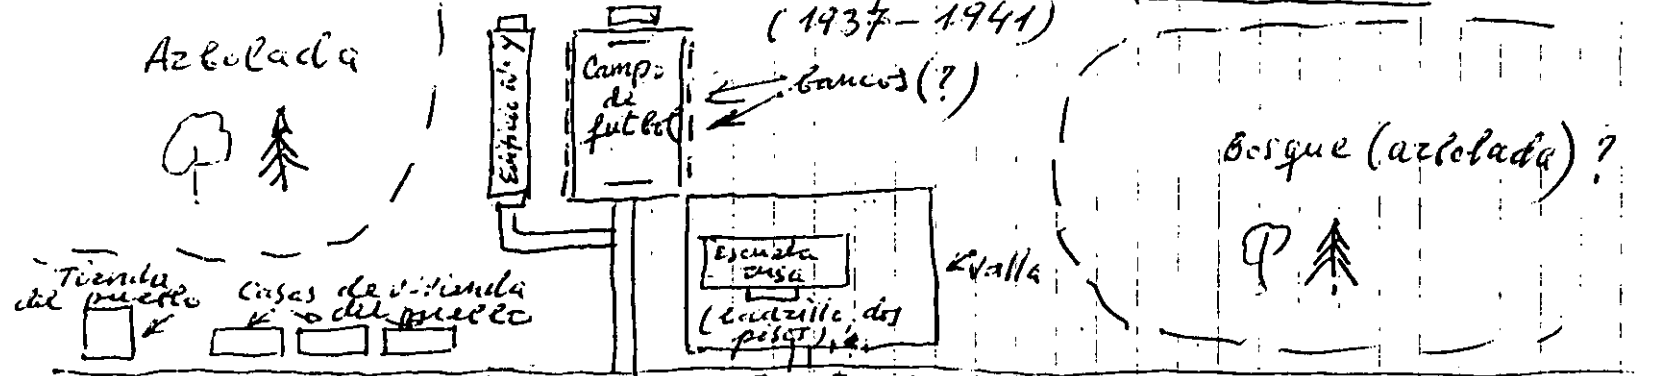 (1937-1941)
Arbolada
Campo
de
futbol
bancos (?)
Bosque (arbolada) ?
Escuela
rusa
(ladrillo, dos
pisos)
valla
Tienda
del pueblo
Casas de vivienda
del pueblo